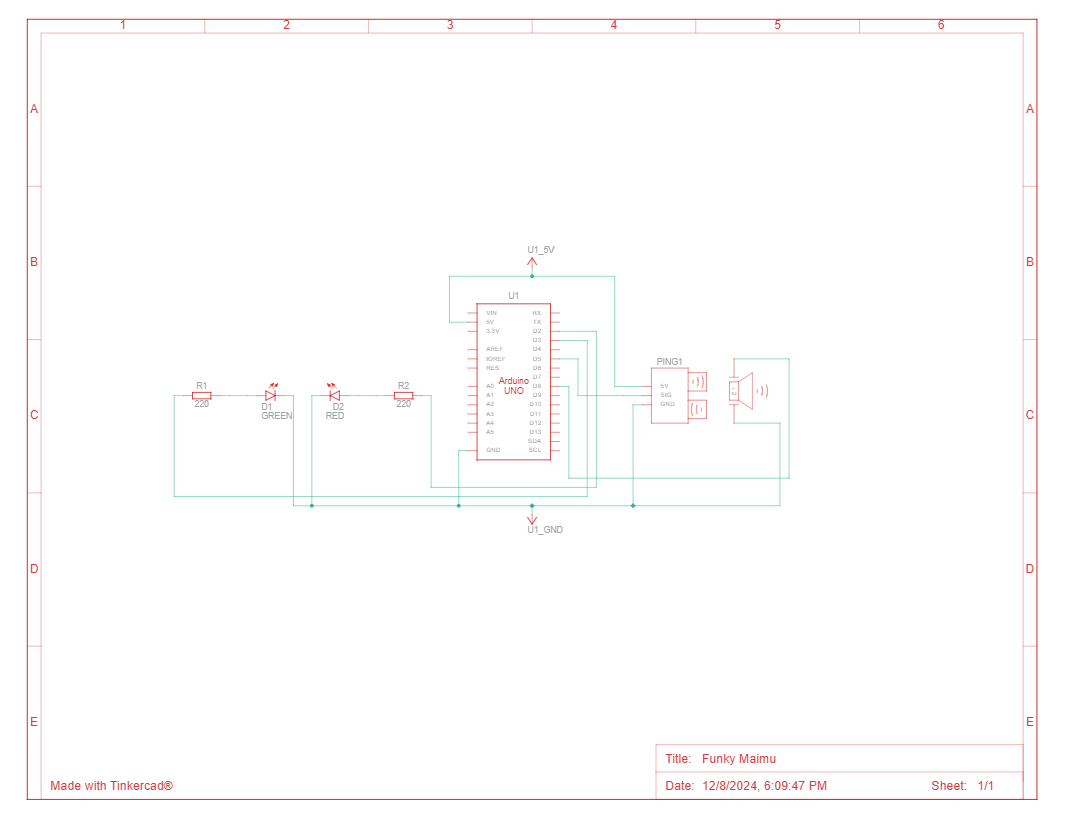 1 2 3 4 5 6
A A
U1_5V
B B
U1
VIN RX
5V TX
3.3V D2
D3
AREF D4
IOREF D5
RES D6
D7
A0 D8
A1 D9
A2 D10
A3 D11
A4 D12
A5 D13
SDA
GND SCL
Arduino
UNO
PING1
5V
SIG
GND
R1
220
D1
GREEN
D2
RED
R2
220
C C
U1_GND
D D
E E
Title: Funky Maimu
Made with Tinkercad®
Date: 12/8/2024, 6:09:47 PM Sheet: 1/1